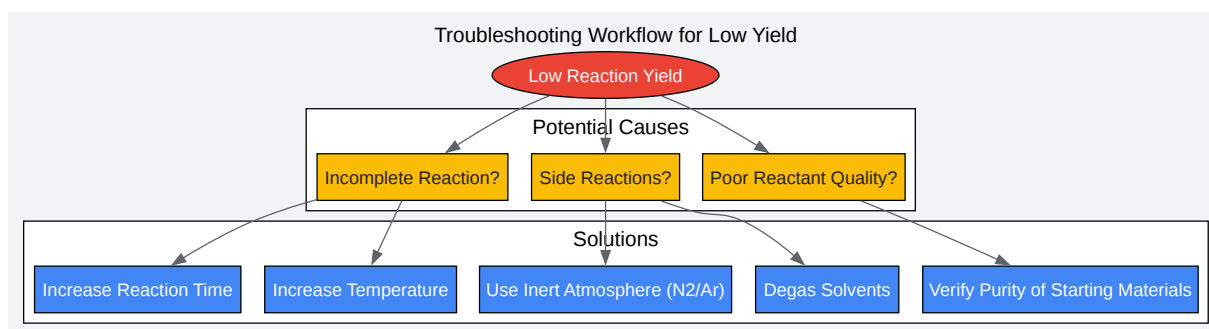 Troubleshooting Workflow for Low Yield
Low Reaction Yield
Potential Causes
Incomplete Reaction?
Side Reactions?
Poor Reactant Quality?
Solutions
Increase Reaction Time
Increase Temperature
Use Inert Atmosphere (N2/Ar)
Degas Solvents
Verify Purity of Starting Materials